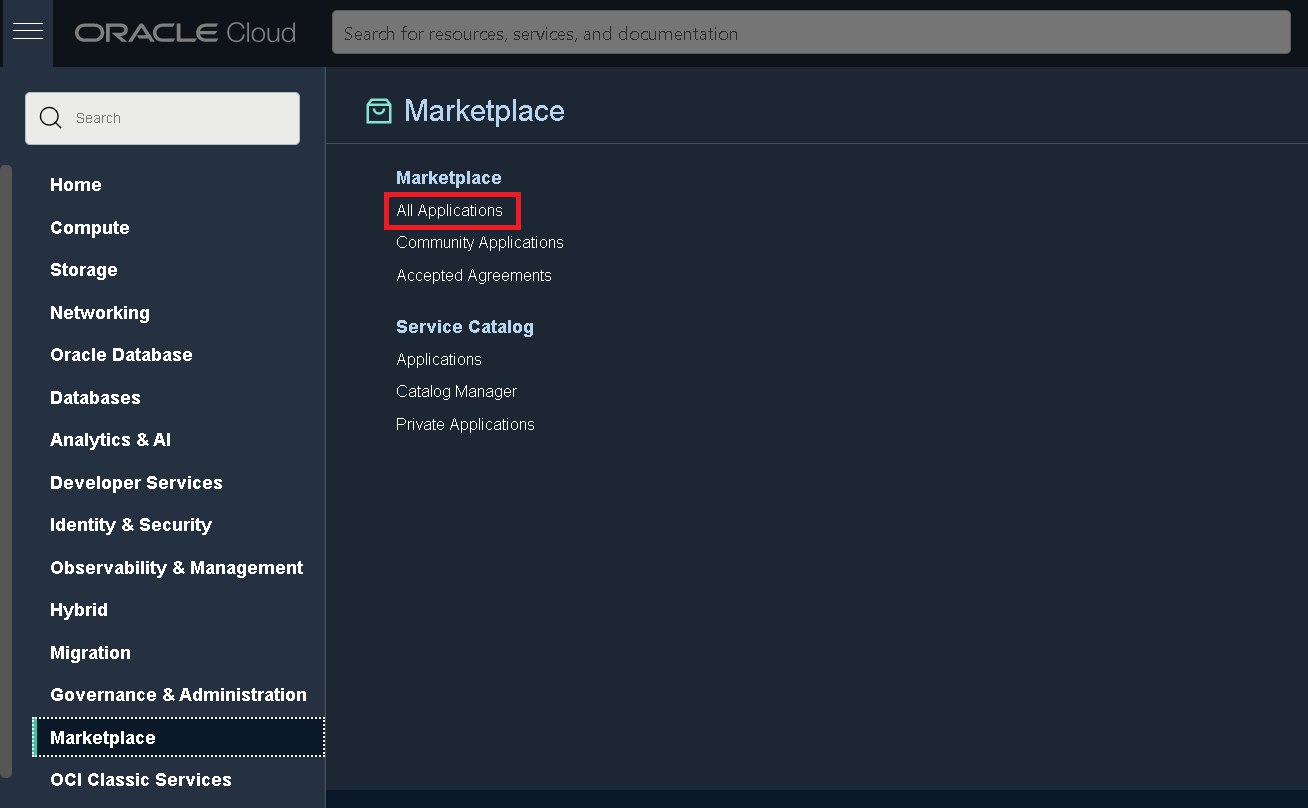 ORACLE Cloud
Search for resources, services, and documentation
Search
Home
Compute
Storage
Networking
Oracle Database
Databases
Analytics & AI
Developer Services
Identity & Security
Observability & Management
Hybrid
Migration
Governance & Administration
Marketplace
OCI Classic Services
Marketplace
Marketplace
All Applications
Community Applications
Accepted Agreements
Service Catalog
Applications
Catalog Manager
Private Applications